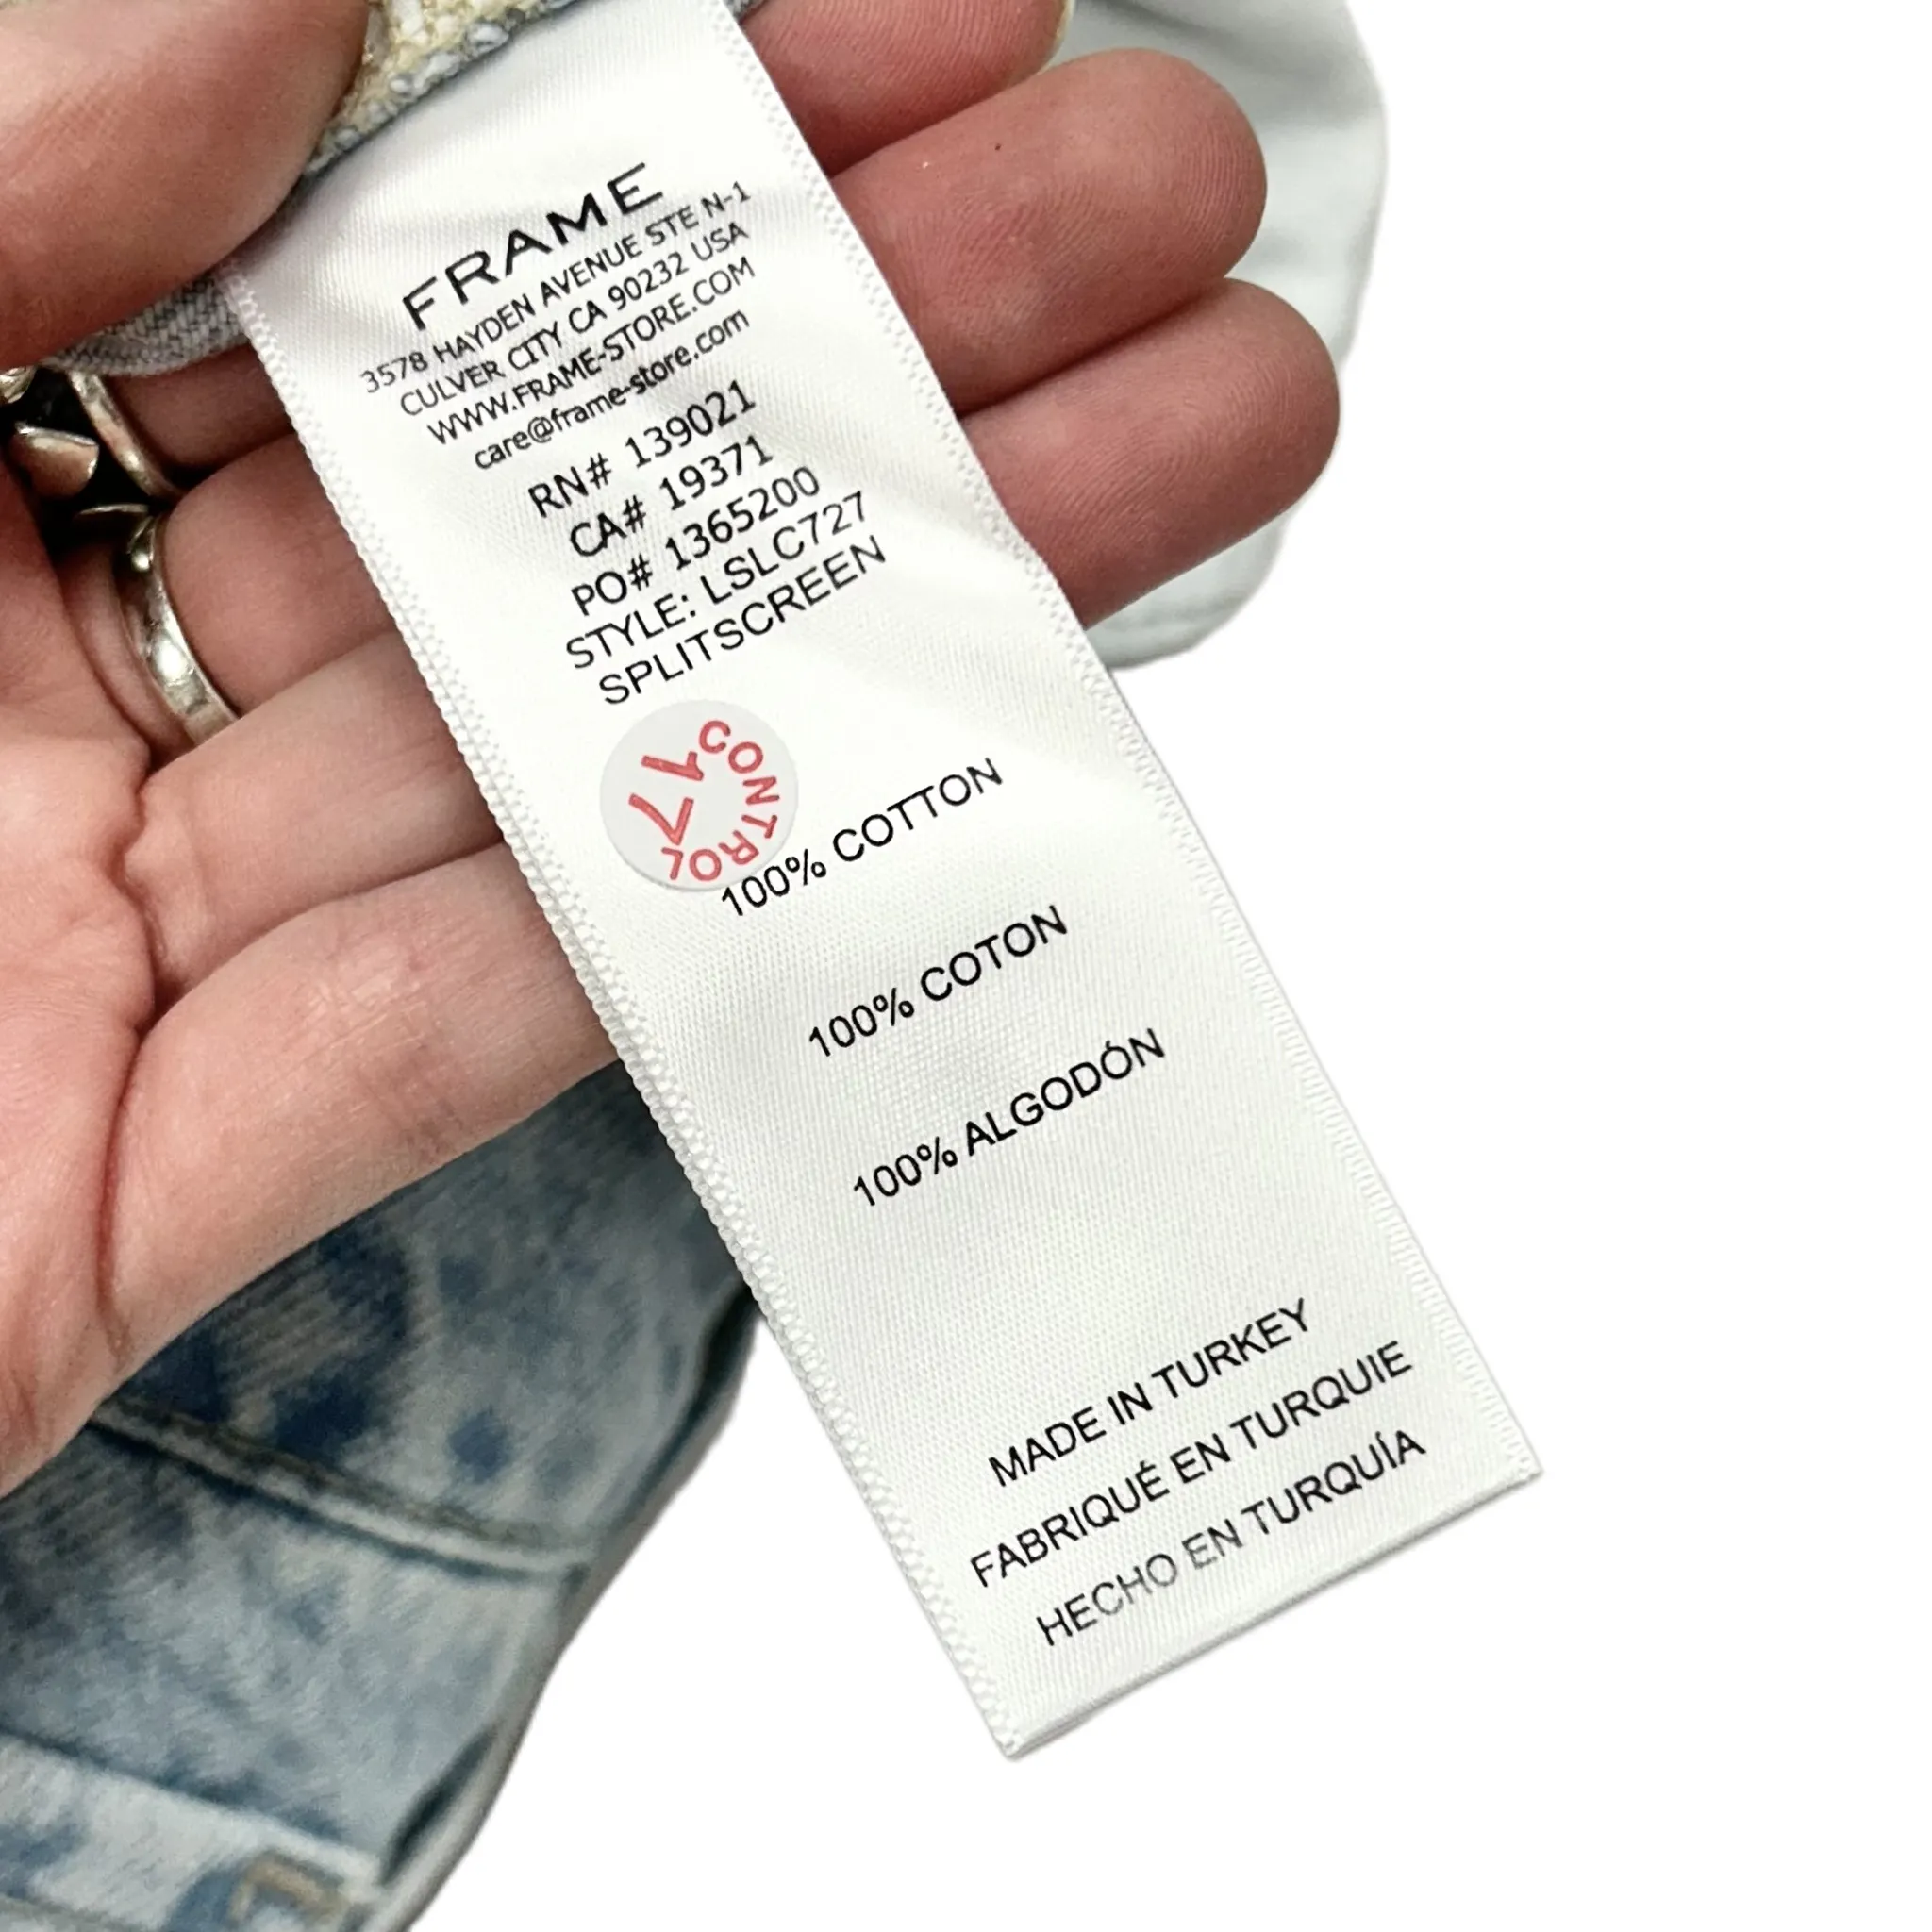 FRAME
3578 HAYDEN AVENUE STE N-1
CULVER CITY CA 90232 USA
WWW.FRAME-STORE.COM
care@frame-store.com
RN# 139021
CA# 19371
PO# 1365200
STYLE: LSLC727
SPLITSCREEN
CONTROL
17
100% COTTON
100% COTON
100% ALGODÓN
MADE IN TURKEY
FABRIQUÉ EN TURQUIE
HECHO EN TURQUÍA